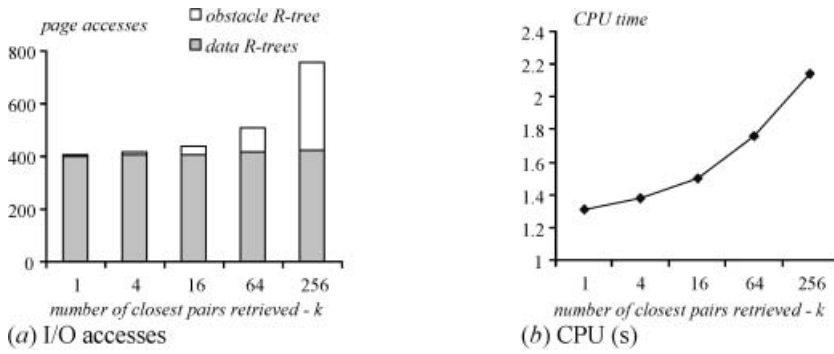 page accesses
obstacle R-tree
data R-trees
800
600
400
200
0
1 4 16 64 256
number of closest pairs retrieved - k
(a) I/O accesses
CPU time
2.4
2.2
2
1.8
1.6
1.4
1.2
1
1 4 16 64 256
number of closest pairs retrieved - k
(b) CPU (s)